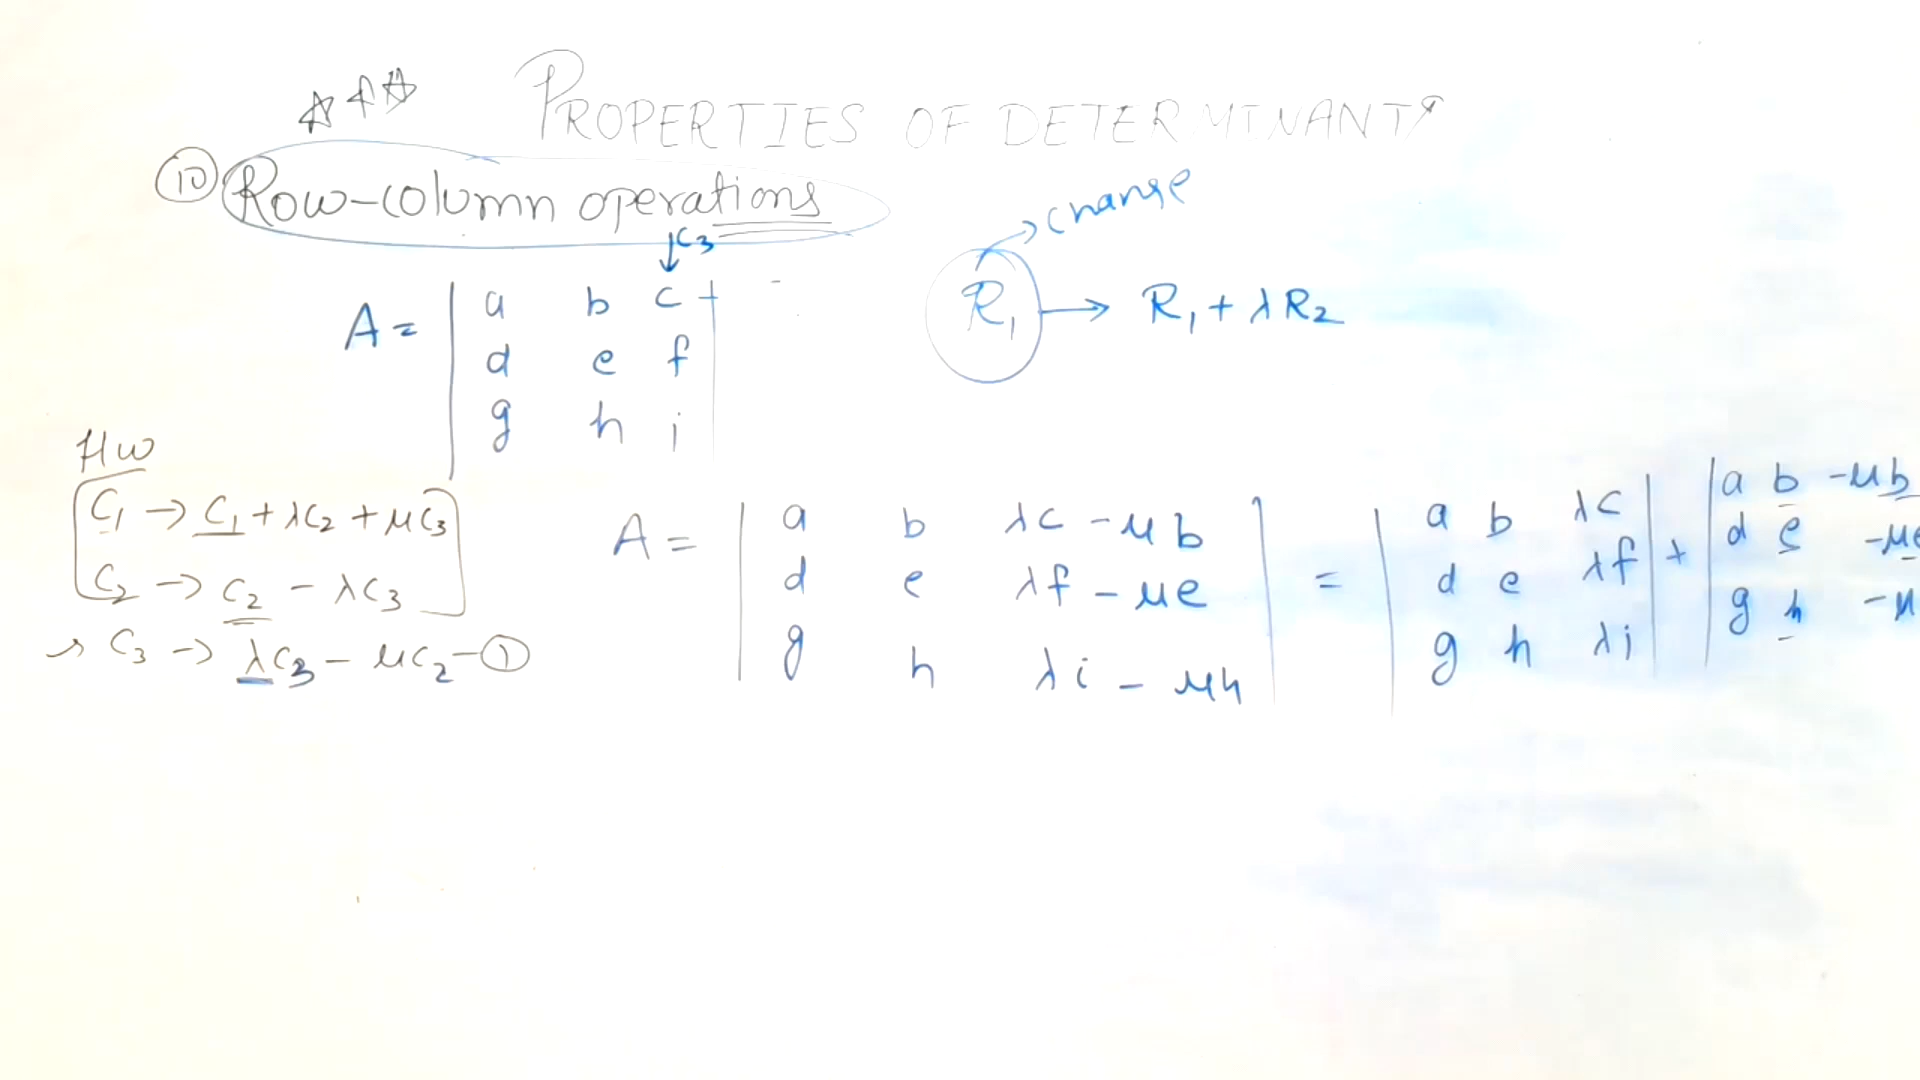 PROPERTIES OF DETERMINANTS
⑩ Row-column operations
↓C3
→ change
A = | a b c |
| d e f |
| g h i |
R1 → R1 + λR2
HW
C1 → C1 + λC2 + μC3
C2 → C2 - λC3
→ C3 → λC3 - μC2 - ①
A = | a b λc - μb | = | a b λc | + | a b -μb
| d e λf - μe | | d e λf | | d e -μe
| g h λi - μh | | g h λi | | g h -μ